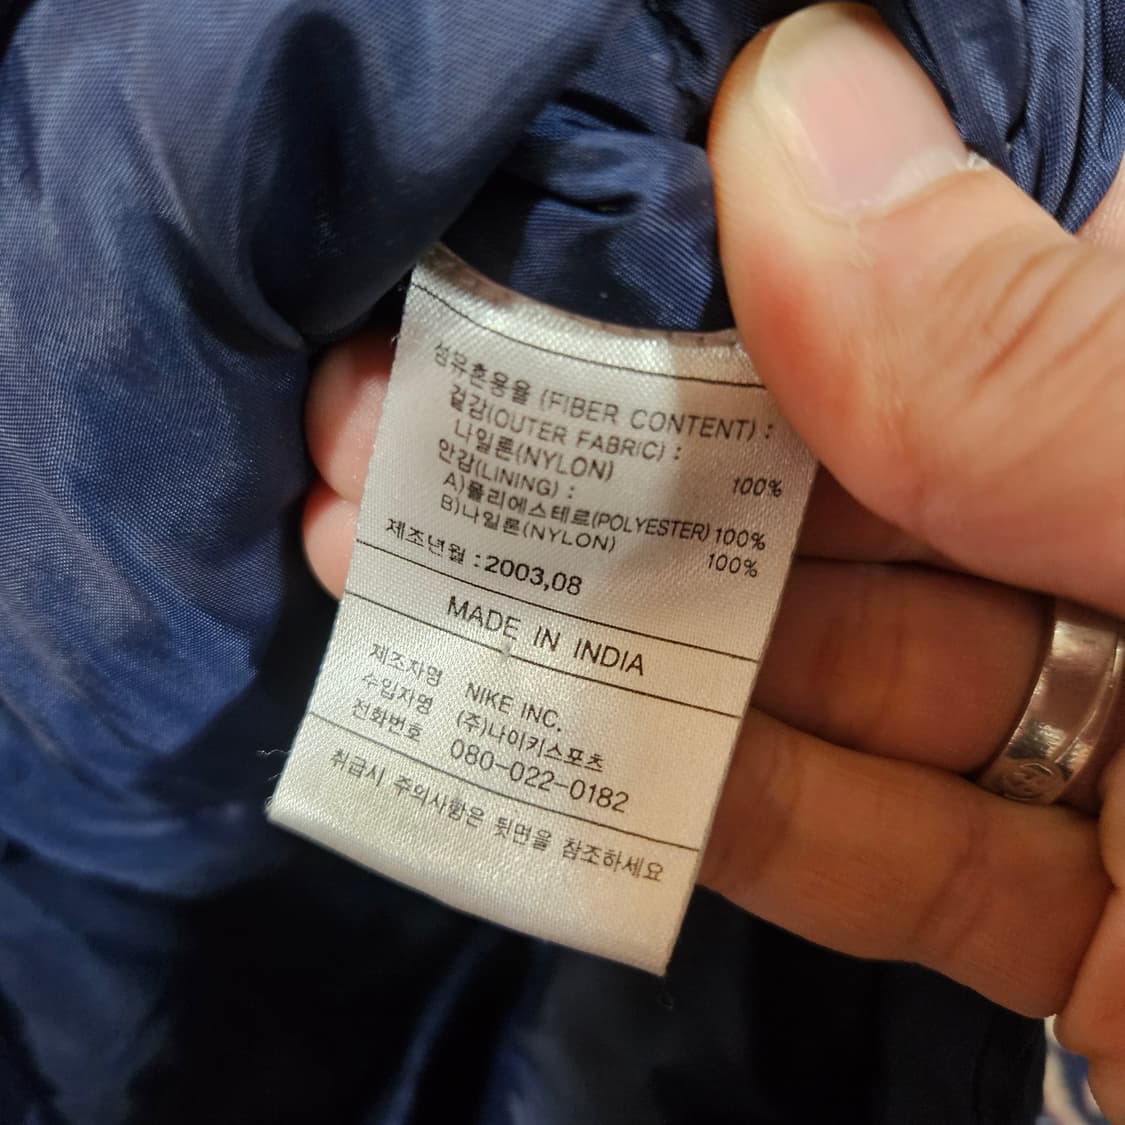 섬유혼용율 (FIBER CONTENT) :
겉감(OUTER FABRIC) :
나일론(NYLON) 100%
안감(LINING) :
A)폴리에스테르(POLYESTER) 100%
B)나일론(NYLON) 100%
제조년월 : 2003,08
MADE IN INDIA
제조자명 NIKE INC.
수입자명 (주)나이키스포츠
전화번호 080-022-0182
취급시 주의사항은 뒷면을 참조하세요